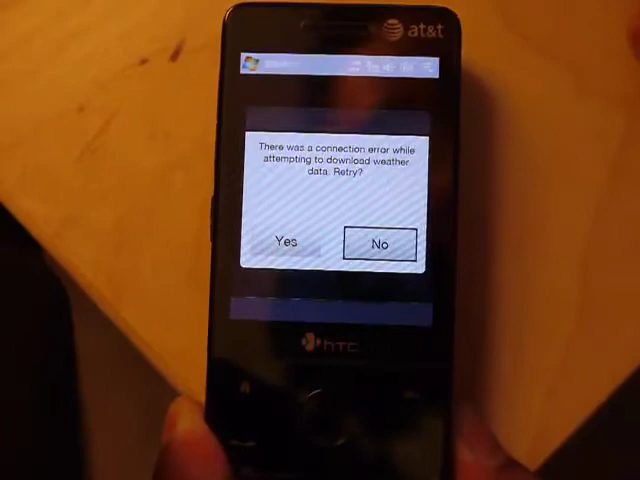 at&t
There was a connection error while
attempting to download weather
data. Retry?
Yes
No
hTC